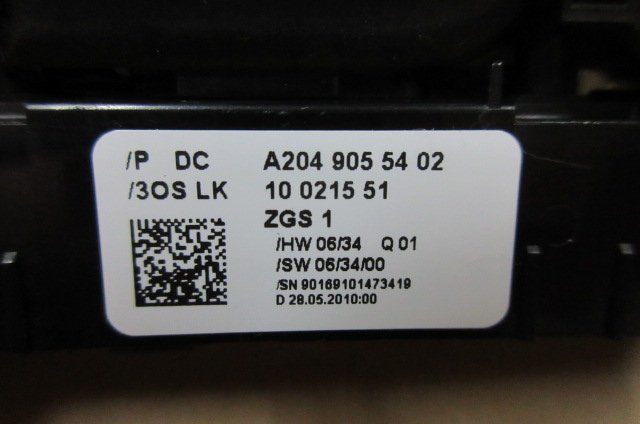 /P DC A204 905 54 02
/3OS LK 10 0215 51
ZGS 1
/HW 06/34 Q 01
/SW 06/34/00
/SN 90169101473419
D 28.05.2010:00